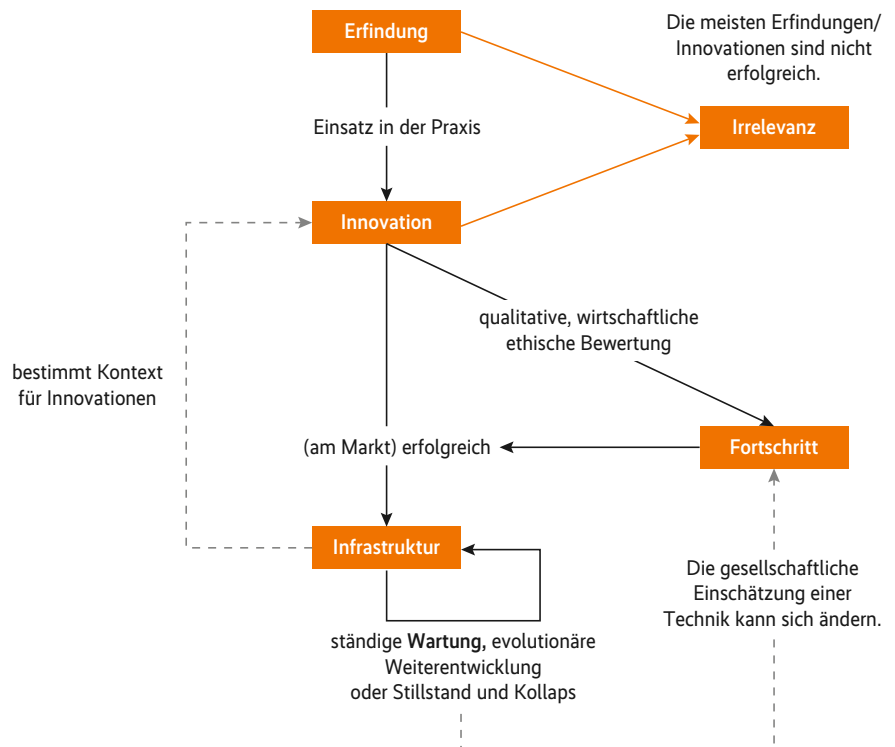 Erfindung
Die meisten Erfindungen/
Innovationen sind nicht
erfolgreich.
Einsatz in der Praxis
Irrelevanz
Innovation
qualitative, wirtschaftliche
ethische Bewertung
bestimmt Kontext
für Innovationen
(am Markt) erfolgreich
Fortschritt
Infrastruktur
Die gesellschaftliche
Einschätzung einer
Technik kann sich ändern.
ständige Wartung, evolutionäre
Weiterentwicklung
oder Stillstand und Kollaps